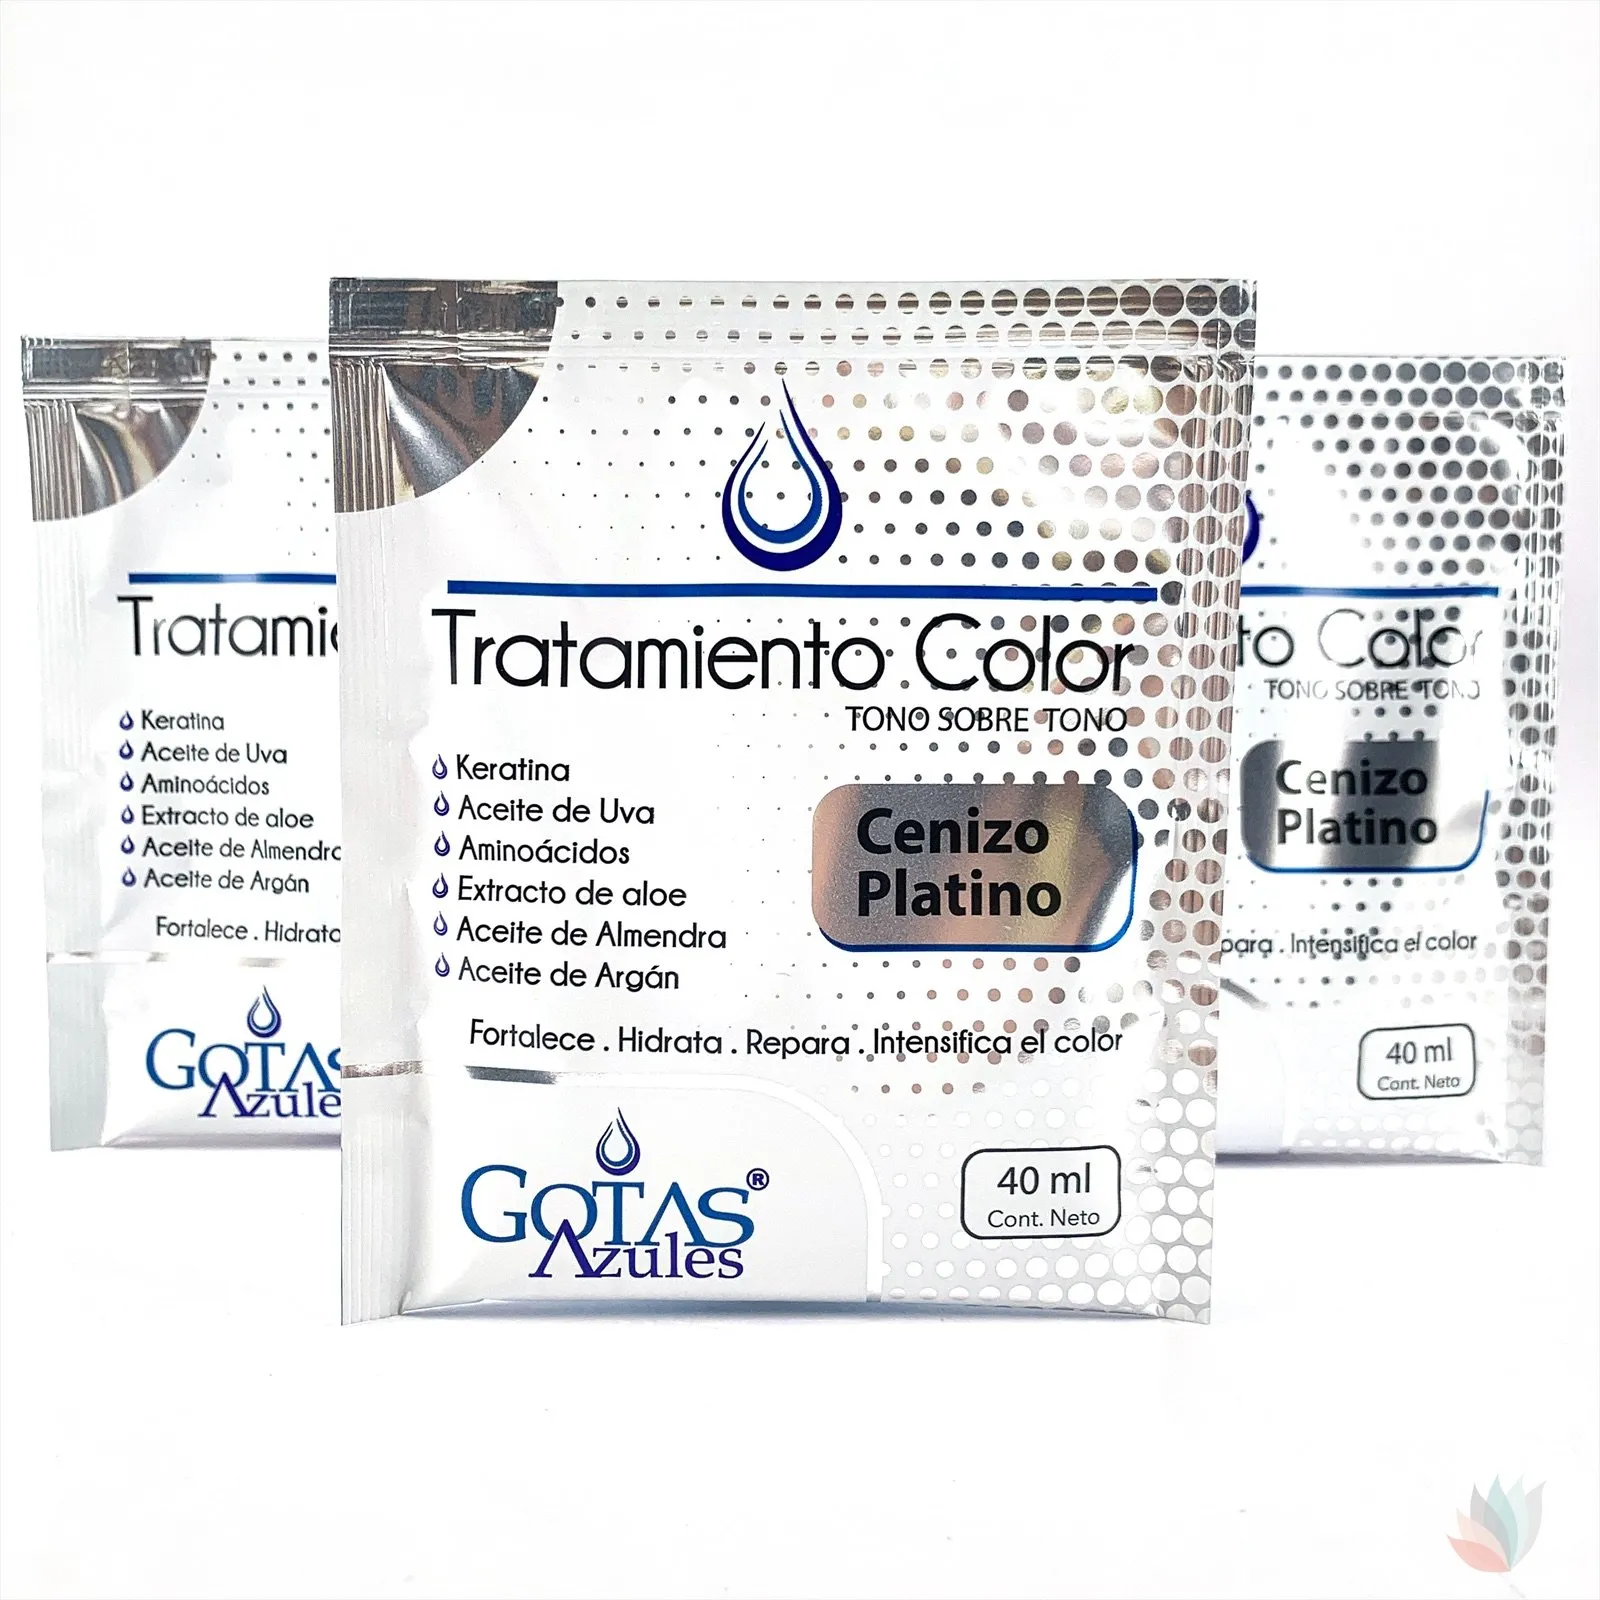 Tratamie
Keratina
Aceite de Uva
Aminoácidos
Extracto de aloe
Aceite de Almendra
Aceite de Argán
Fortalece . Hidrata
GOTAS
Azule
Tratamiento Color
TONO SOBRE TONO
Keratina
Aceite de Uva
Aminoácidos
Extracto de aloe
Aceite de Almendra
Aceite de Argán
Cenizo
Platino
Fortalece . Hidrata . Repara . Intensifica el color
GOTAS®
Azules
40 ml
Cont. Neto
to Color
TONO SOBRE TONO
Cenizo
Platino
para . Intensifica el color
40 ml
Cont. Neto